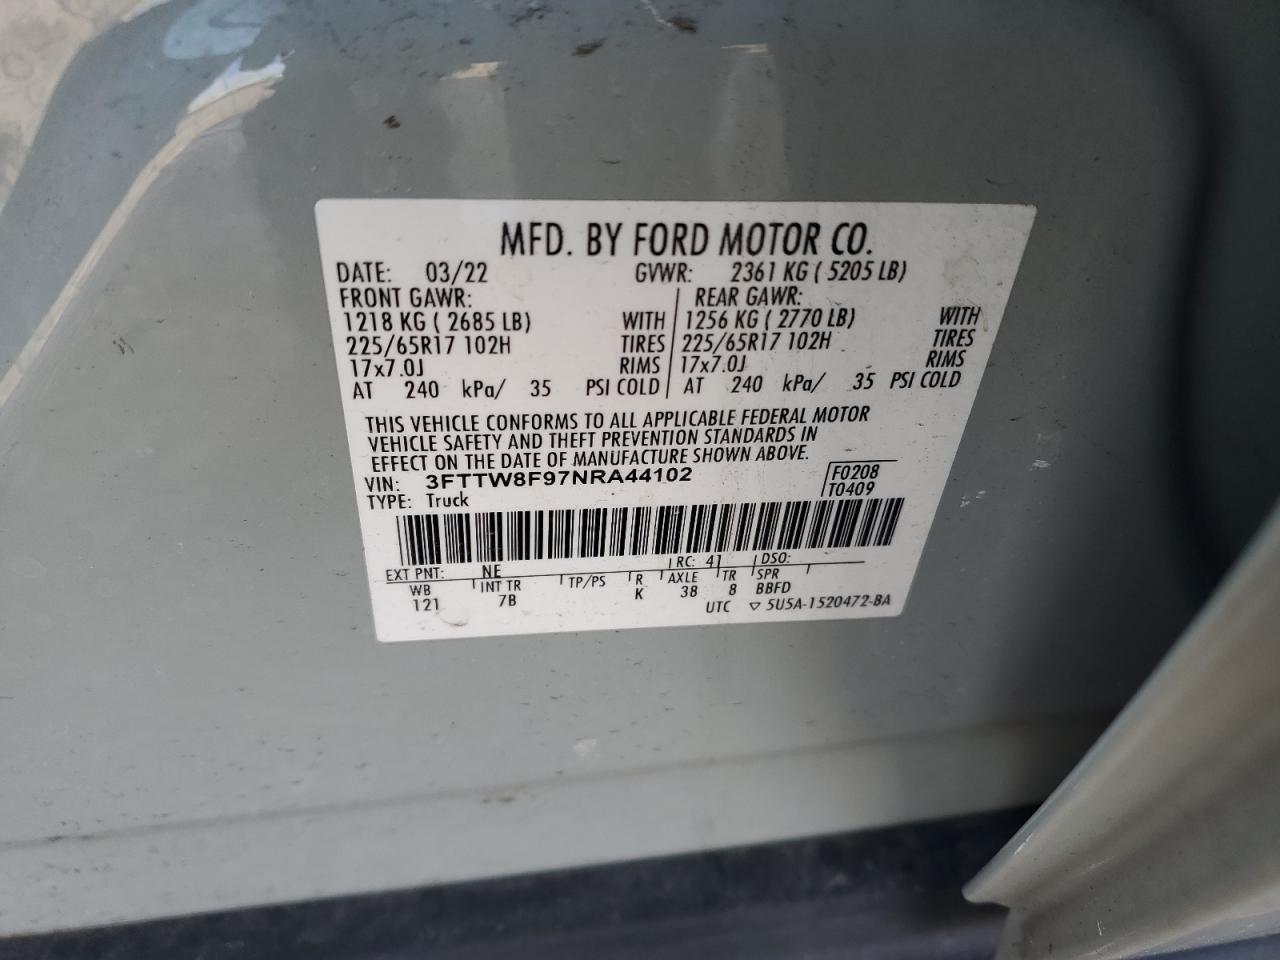 MFD. BY FORD MOTOR CO.
DATE: 03/22 GVWR: 2361 KG ( 5205 LB)
FRONT GAWR: REAR GAWR:
1218 KG ( 2685 LB) WITH 1256 KG ( 2770 LB) WITH
225/65R17 102H TIRES 225/65R17 102H TIRES
17x7.0J RIMS 17x7.0J RIMS
AT 240 kPa/ 35 PSI COLD AT 240 kPa/ 35 PSI COLD
THIS VEHICLE CONFORMS TO ALL APPLICABLE FEDERAL MOTOR
VEHICLE SAFETY AND THEFT PREVENTION STANDARDS IN
EFFECT ON THE DATE OF MANUFACTURE SHOWN ABOVE.
VIN: 3FTTW8F97NRA44102 F0208
TYPE: Truck T0409
EXT PNT: NE RC: 41 DSO:
WB INT TR TP/PS R AXLE TR SPR
121 7B K 38 8 BBFD
UTC ▽ 5U5A-1520472-BA